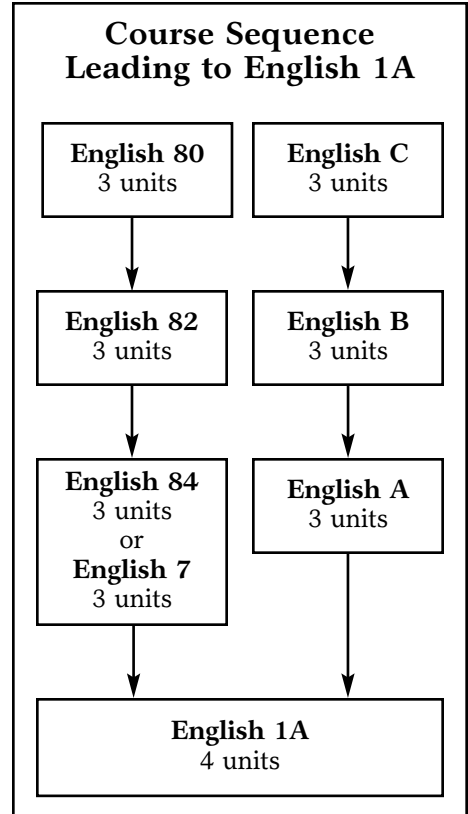 Course Sequence
Leading to English 1A
English 80
3 units
English C
3 units
English 82
3 units
English B
3 units
English 84
3 units
or
English 7
3 units
English A
3 units
English 1A
4 units